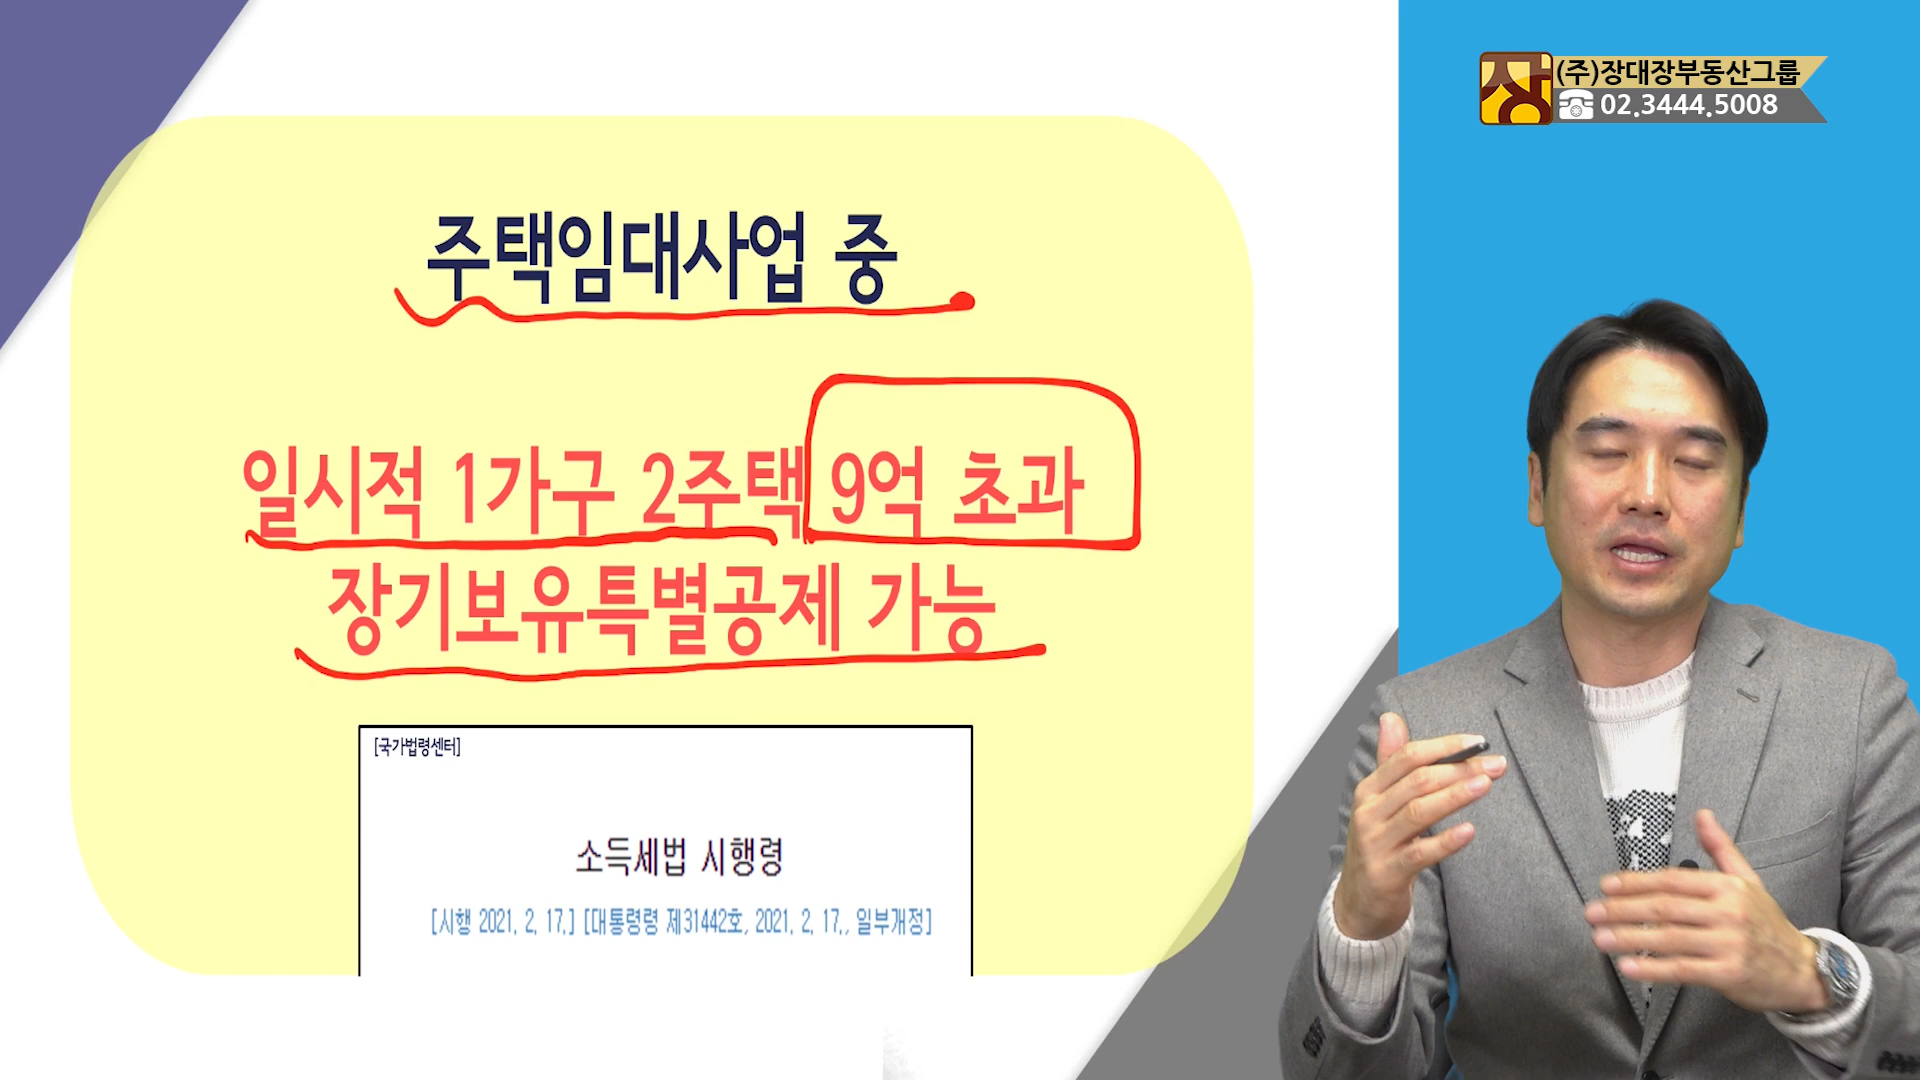 장
(주)장대장부동산그룹
02.3444.5008
주택임대사업 중
일시적 1가구 2주택 9억 초과
장기보유특별공제 가능
[국가법령센터]
소득세법 시행령
[시행 2021. 2. 17.] [대통령령 제31442호, 2021. 2. 17., 일부개정]